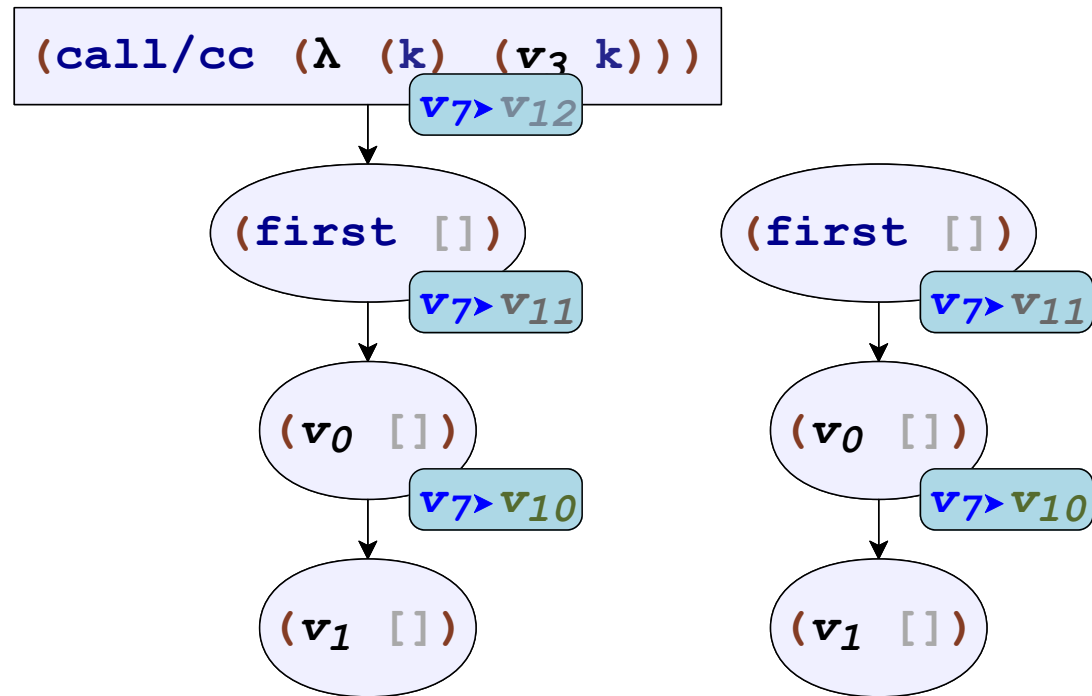 (call/cc (λ (k) (v3 k)))
v7➤v12
(first []) (first [])
v7➤v11 v7➤v11
(v0 []) (v0 [])
v7➤v10 v7➤v10
(v1 []) (v1 [])